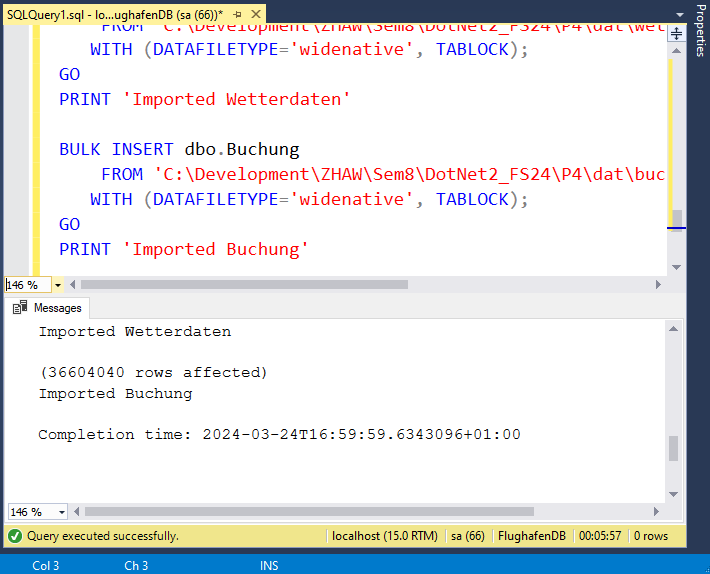 SQLQuery1.sql - lo...ughafenDB (sa (66))*
Properties
FROM 'C:\Development\ZHAW\Sem8\DotNet2_FS24\P4\dat\wet
WITH (DATAFILETYPE='widenative', TABLOCK);
GO
PRINT 'Imported Wetterdaten'
BULK INSERT dbo.Buchung
FROM 'C:\Development\ZHAW\Sem8\DotNet2_FS24\P4\dat\buc
WITH (DATAFILETYPE='widenative', TABLOCK);
GO
PRINT 'Imported Buchung'
146 %
Messages
Imported Wetterdaten
(36604040 rows affected)
Imported Buchung
Completion time: 2024-03-24T16:59:59.6343096+01:00
146 %
Query executed successfully. localhost (15.0 RTM) sa (66) FlughafenDB 00:05:57 0 rows
Col 3 Ch 3 INS